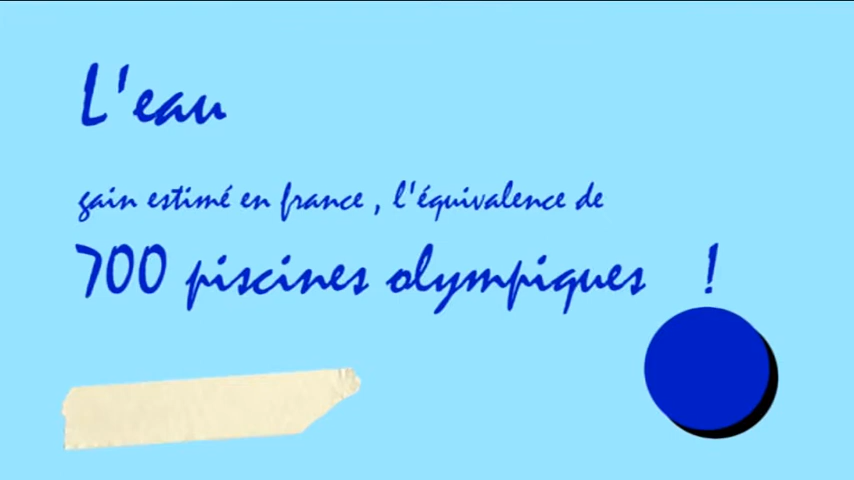 L'eau
gain estimé en france , l'équivalence de
700 piscines olympiques !